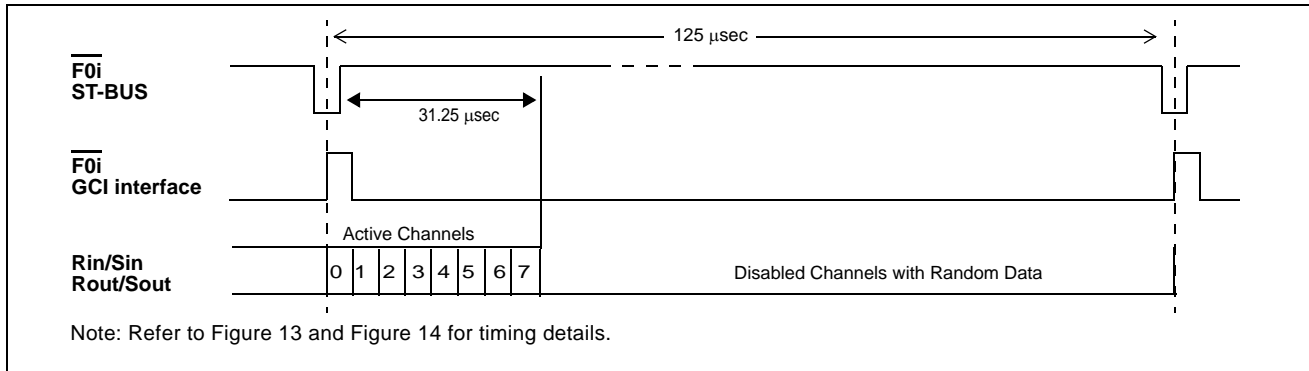 125 μsec
F0i
ST-BUS
31.25 μsec
F0i
GCI interface
Active Channels
Rin/Sin
Rout/Sout
0 1 2 3 4 5 6 7
Disabled Channels with Random Data
Note: Refer to Figure 13 and Figure 14 for timing details.